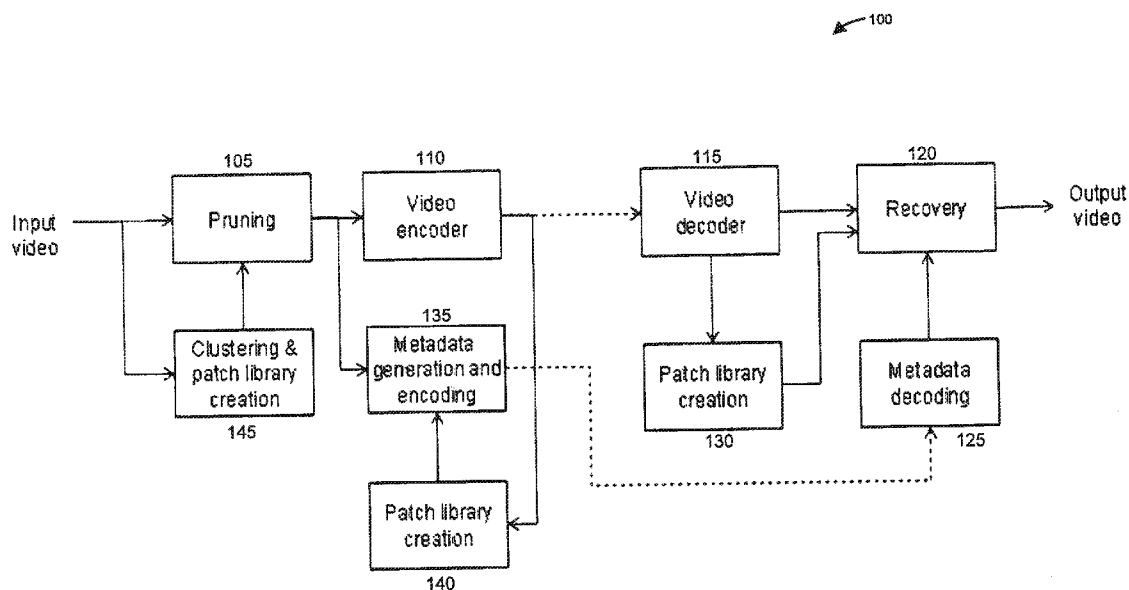 100
105
110
115
120
Input
video
Pruning
Video
encoder
Video
decoder
Recovery
Output
video
135
Clustering &
patch library
creation
145
Metadata
generation and
encoding
Patch library
creation
130
Metadata
decoding
125
Patch library
creation
140